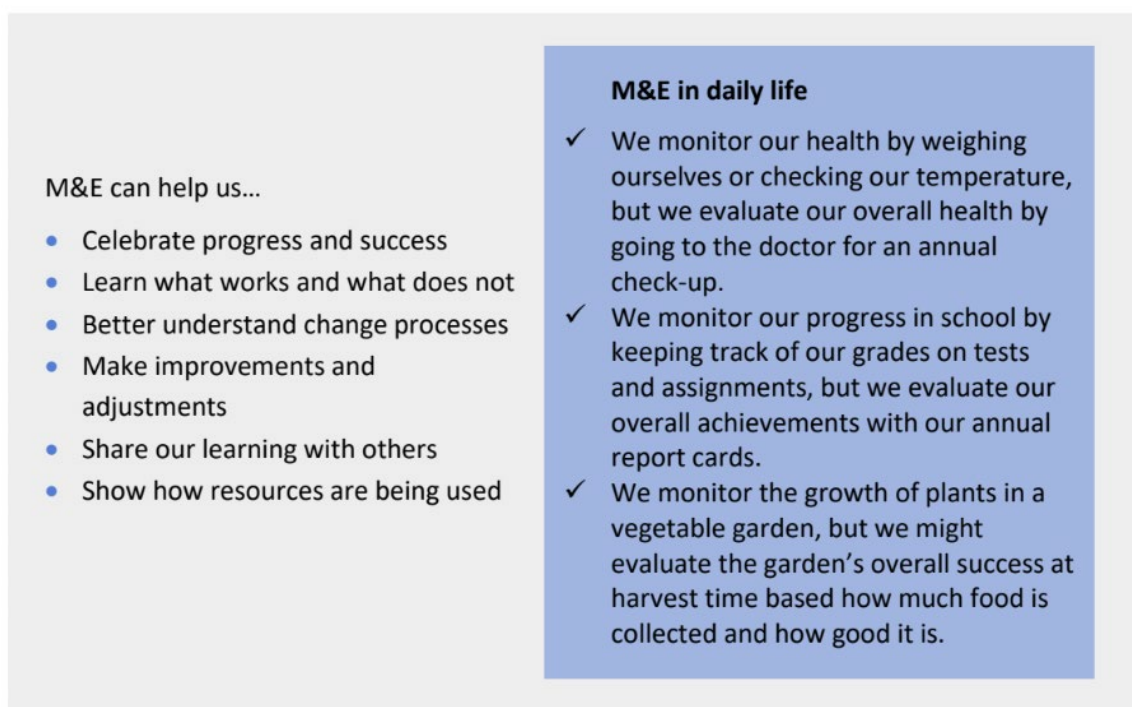 M&E can help us…
• Celebrate progress and success
• Learn what works and what does not
• Better understand change processes
• Make improvements and
adjustments
• Share our learning with others
• Show how resources are being used
M&E in daily life
✓ We monitor our health by weighing
ourselves or checking our temperature,
but we evaluate our overall health by
going to the doctor for an annual
check-up.
✓ We monitor our progress in school by
keeping track of our grades on tests
and assignments, but we evaluate our
overall achievements with our annual
report cards.
✓ We monitor the growth of plants in a
vegetable garden, but we might
evaluate the garden’s overall success at
harvest time based how much food is
collected and how good it is.